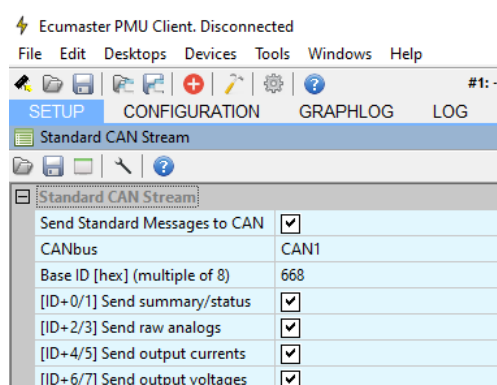 Ecumaster PMU Client. Disconnected
File Edit Desktops Devices Tools Windows Help
#1: -
SETUP CONFIGURATION GRAPHLOG LOG
Standard CAN Stream
Standard CAN Stream
Send Standard Messages to CAN
CANbus CAN1
Base ID [hex] (multiple of 8) 668
[ID+0/1] Send summary/status
[ID+2/3] Send raw analogs
[ID+4/5] Send output currents
[ID+6/7] Send output voltages